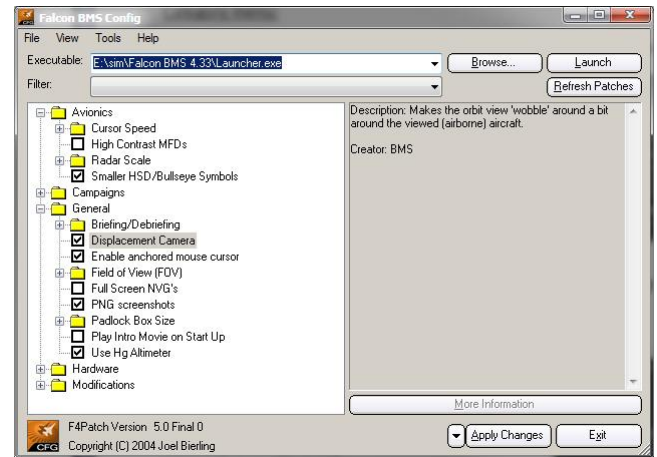 Falcon BMS Config
File View Tools Help
Executable: E:\sim\Falcon BMS 4.33\Launcher.exe Browse... Launch
Filter: Refresh Patches
Avionics
Cursor Speed
High Contrast MFDs
Radar Scale
Smaller HSD/Bullseye Symbols
Campaigns
General
Briefing/Debriefing
Displacement Camera
Enable anchored mouse cursor
Field of View (FOV)
Full Screen NVG's
PNG screenshots
Padlock Box Size
Play Intro Movie on Start Up
Use Hg Altimeter
Hardware
Modifications
Description: Makes the orbit view 'wobble' around a bit
around the viewed (airborne) aircraft.
Creator: BMS
More Information
CFG
F4Patch Version 5.0 Final 0
Copyright (C) 2004 Joel Bierling
Apply Changes Exit